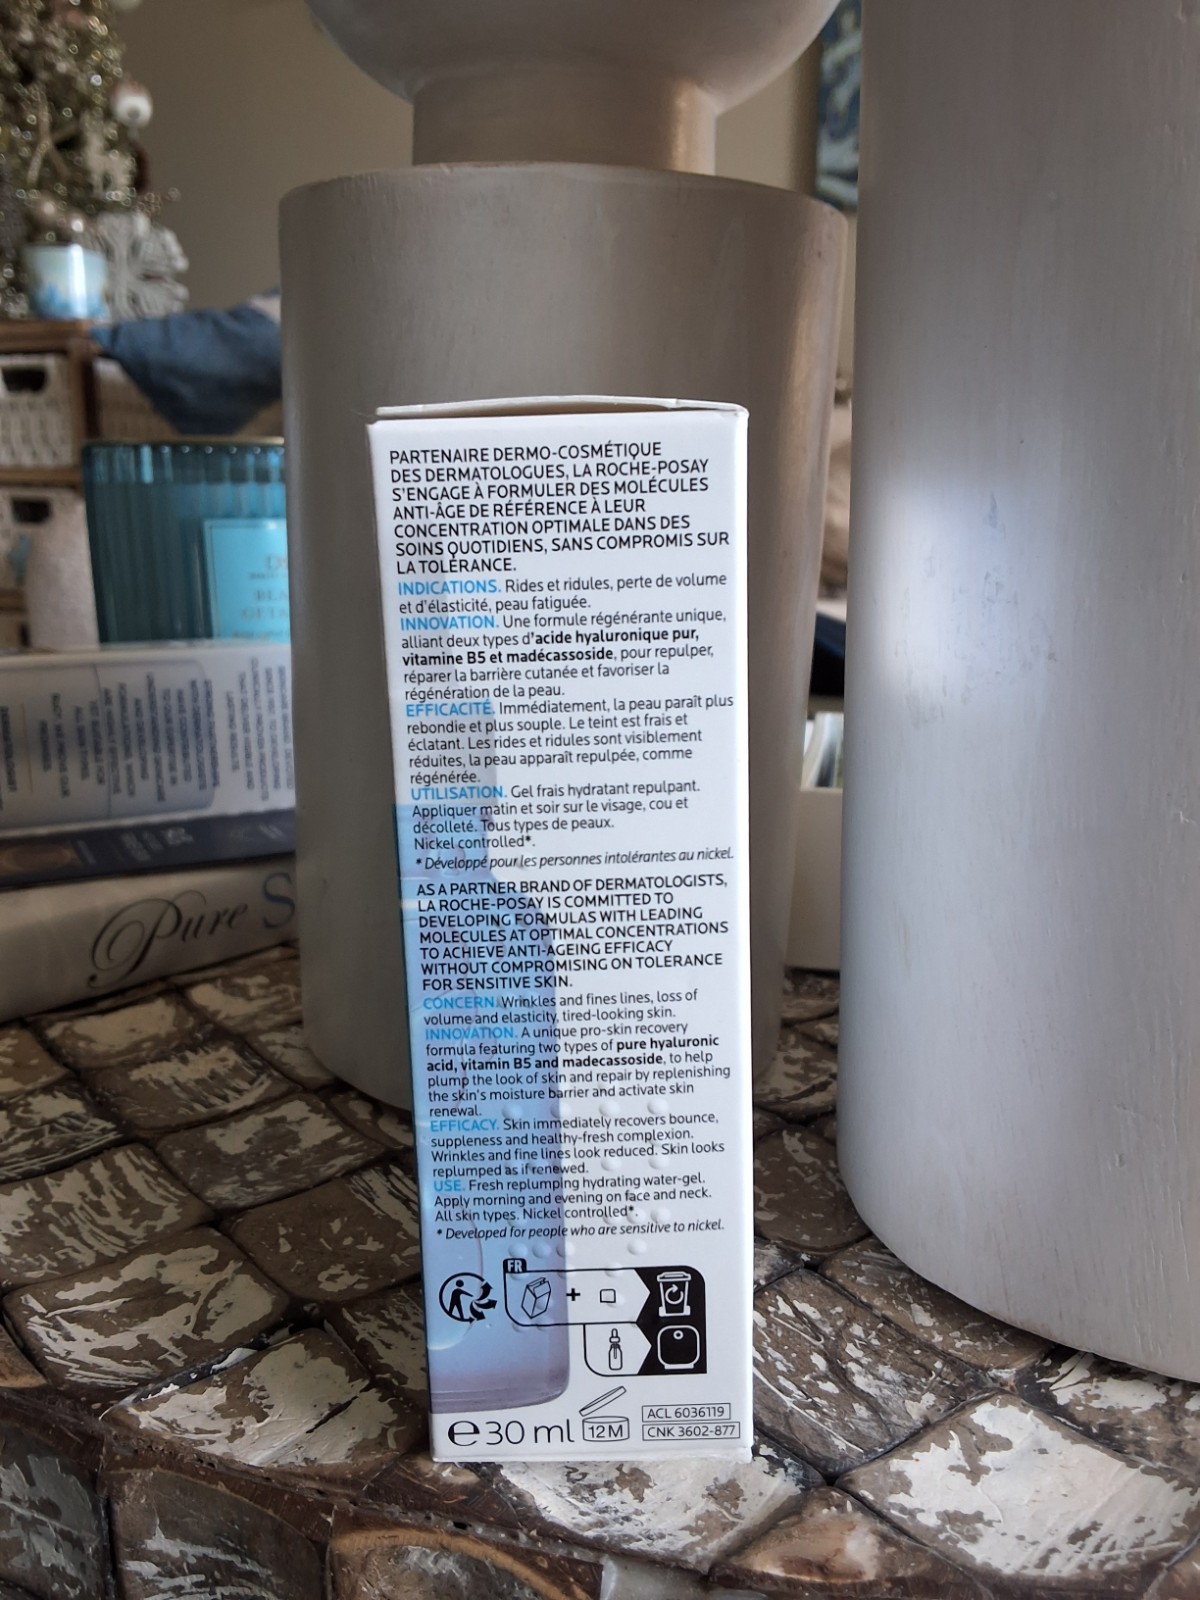 PARTENAIRE DERMO-COSMÉTIQUE
DES DERMATOLOGUES, LA ROCHE-POSAY
S'ENGAGE À FORMULER DES MOLÉCULES
ANTI-ÂGE DE RÉFÉRENCE À LEUR
CONCENTRATION OPTIMALE DANS DES
SOINS QUOTIDIENS, SANS COMPROMIS SUR
LA TOLÉRANCE.
INDICATIONS. Rides et ridules, perte de volume
et d'élasticité, peau fatiguée.
INNOVATION. Une formule régénérante unique,
alliant deux types d'acide hyaluronique pur,
vitamine B5 et madécassoside, pour repulper,
réparer la barrière cutanée et favoriser la
régénération de la peau.
EFFICACITÉ. Immédiatement, la peau paraît plus
rebondie et plus souple. Le teint est frais et
éclatant. Les rides et ridules sont visiblement
réduites, la peau apparaît repulpée, comme
régénérée.
UTILISATION. Gel frais hydratant repulpant.
Appliquer matin et soir sur le visage, cou et
décolleté. Tous types de peaux.
Nickel controlled*.
* Développé pour les personnes intolérantes au nickel.
AS A PARTNER BRAND OF DERMATOLOGISTS,
LA ROCHE-POSAY IS COMMITTED TO
DEVELOPING FORMULAS WITH LEADING
MOLECULES AT OPTIMAL CONCENTRATIONS
TO ACHIEVE ANTI-AGEING EFFICACY
WITHOUT COMPROMISING ON TOLERANCE
FOR SENSITIVE SKIN.
CONCERN. Wrinkles and fines lines, loss of
volume and elasticity, tired-looking skin.
INNOVATION. A unique pro-skin recovery
formula featuring two types of pure hyaluronic
acid, vitamin B5 and madecassoside, to help
plump the look of skin and repair by replenishing
the skin's moisture barrier and activate skin
renewal.
EFFICACY. Skin immediately recovers bounce,
suppleness and healthy-fresh complexion.
Wrinkles and fine lines look reduced. Skin looks
replumped as if renewed.
USE. Fresh replumping hydrating water-gel.
Apply morning and evening on face and neck.
All skin types. Nickel controlled*.
* Developed for people who are sensitive to nickel.
FR
+
e 30 ml 12M
ACL 6036119
CNK 3602-877
Pure S